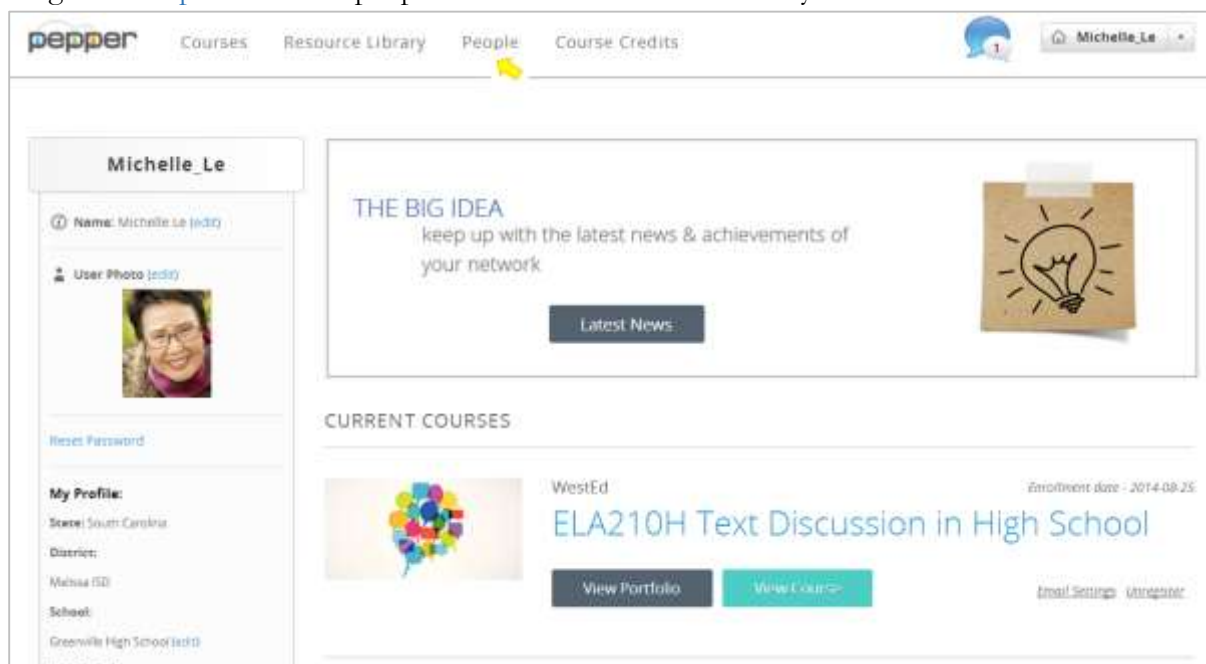 pepper Courses Resource Library People Course Credits 1 Michelle_Le
Michelle_Le
Name: Michelle Le (edit)
User Photo (edit)
Reset Password
My Profile:
State: South Carolina
District:
Melissa ISD
School:
Greenville High School (edit)
THE BIG IDEA
keep up with the latest news & achievements of
your network
Latest News
CURRENT COURSES
WestEd Enrollment date - 2014-08-25
ELA210H Text Discussion in High School
View Portfolio View Course Email Settings Unregister